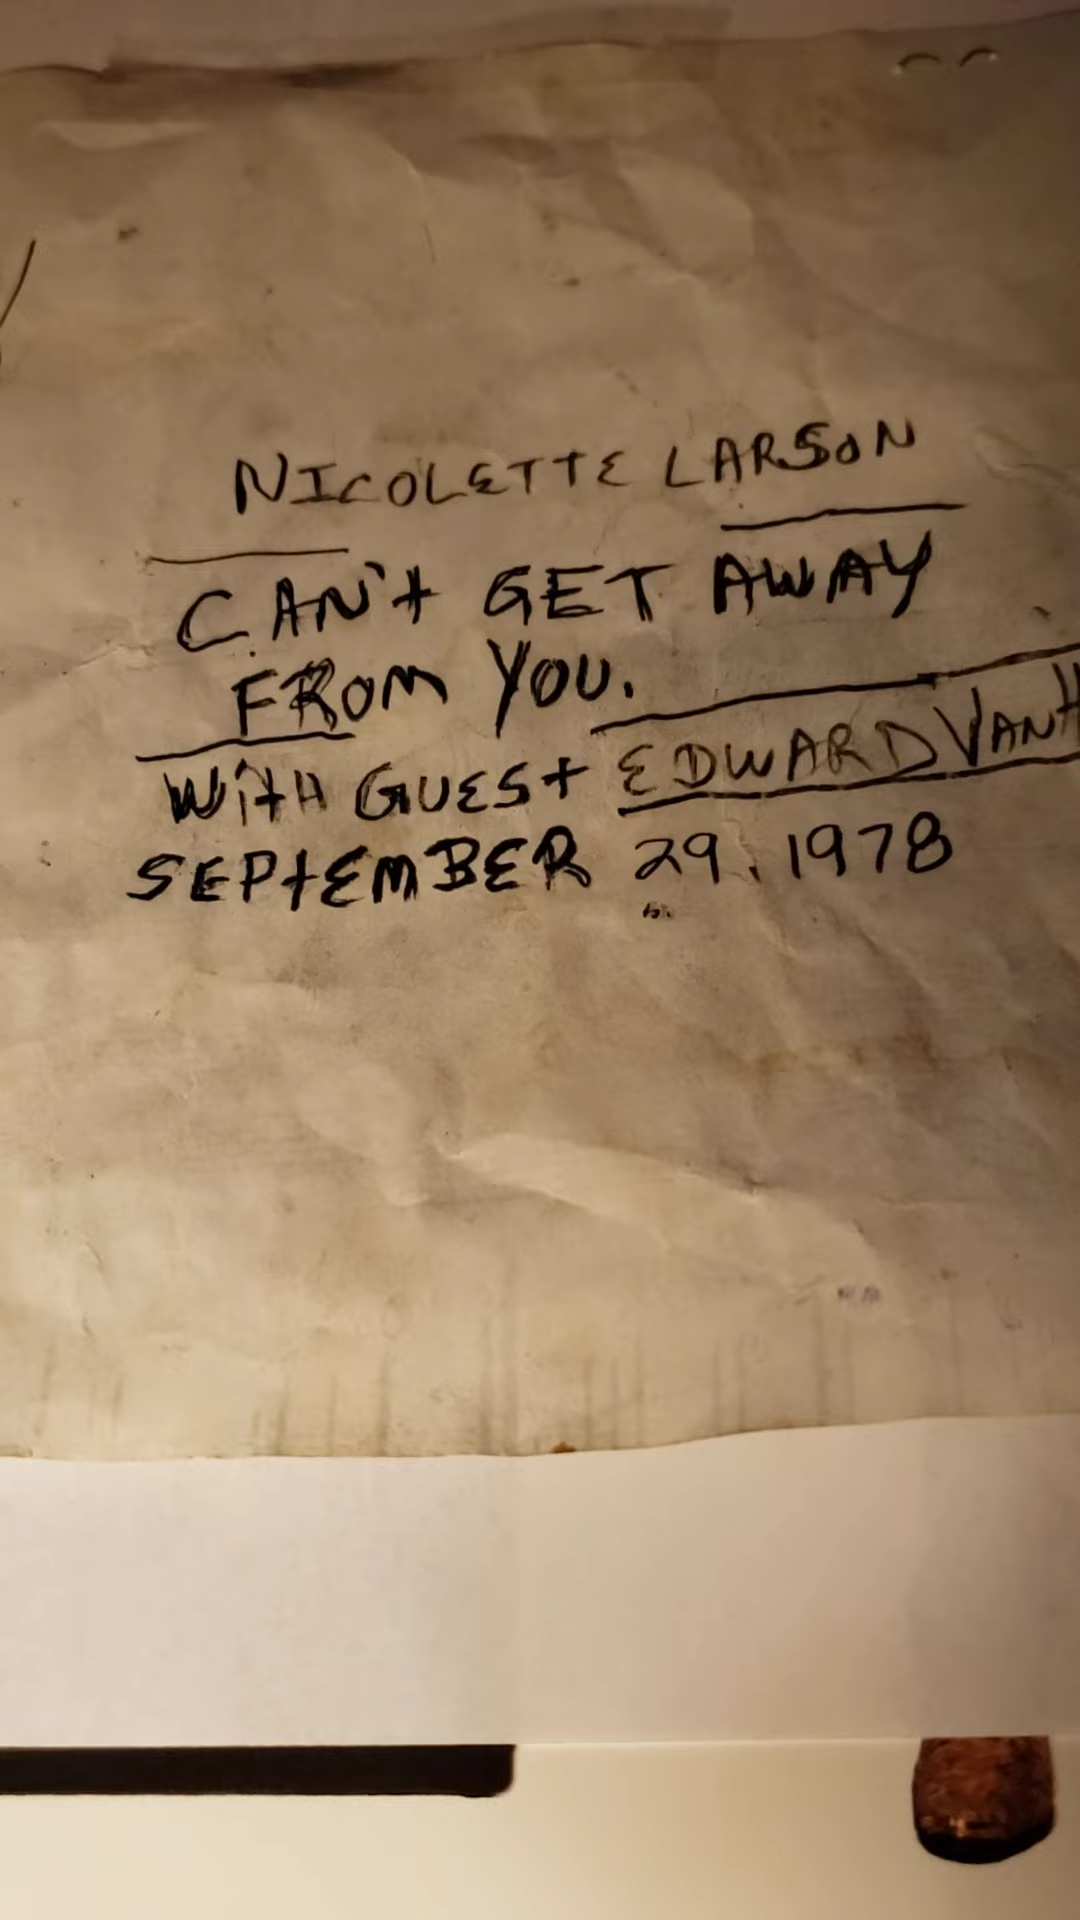 NICOLETTE LARSON
CAN't GET AWAY
FROM YOU.
WitH GUESt EDWARD VANH
SEPtEMBER 29. 1978